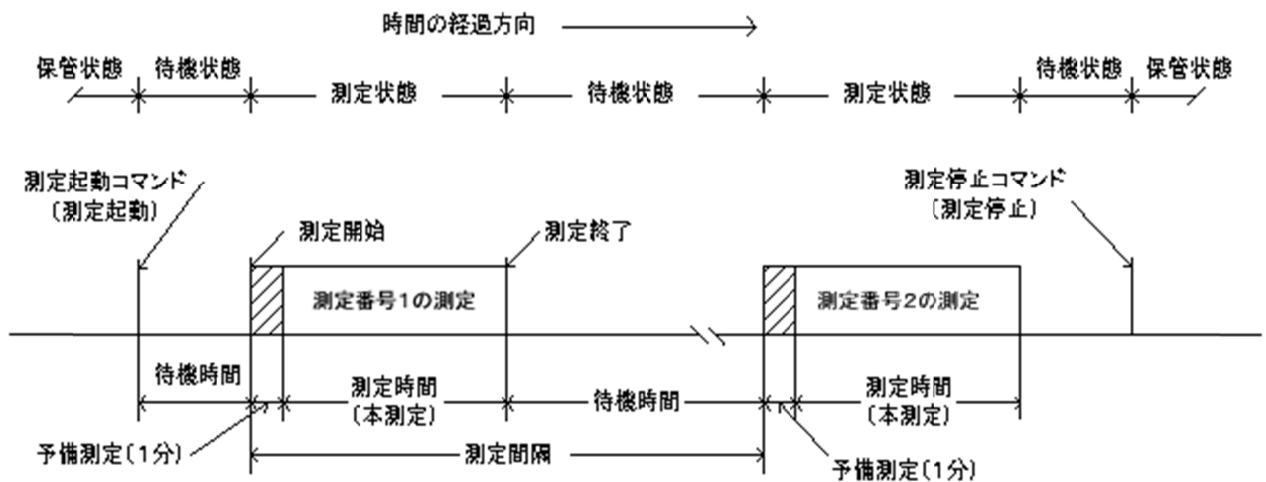 時間の経過方向
保管状態
待機状態
測定状態
待機状態
測定状態
待機状態
保管状態
測定起動コマンド
(測定起動)
測定停止コマンド
(測定停止)
測定開始
測定終了
測定番号1の測定
測定番号2の測定
待機時間
測定時間
(本測定)
待機時間
測定時間
(本測定)
予備測定(1分)
測定間隔
予備測定(1分)